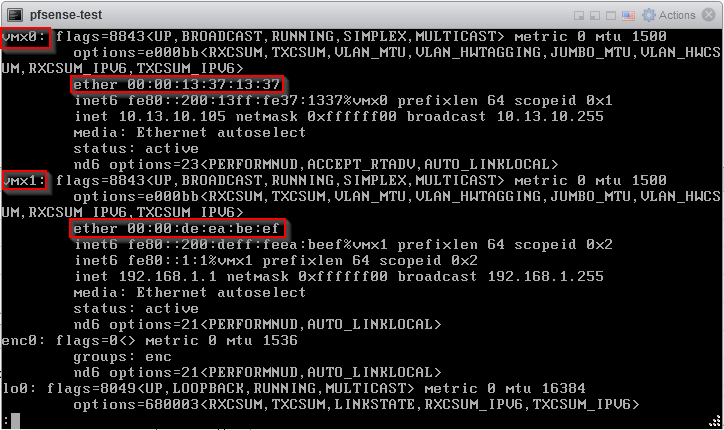 pfsense-test
Actions
vmx0: flags=8843<UP,BROADCAST,RUNNING,SIMPLEX,MULTICAST> metric 0 mtu 1500
options=e000bb<RXCSUM,TXCSUM,VLAN_MTU,VLAN_HWTAGGING,JUMBO_MTU,VLAN_HWCS
UM,RXCSUM_IPV6,TXCSUM_IPV6>
ether 00:00:13:37:13:37
inet6 fe80::200:13ff:fe37:1337%vmx0 prefixlen 64 scopeid 0x1
inet 10.13.10.105 netmask 0xffffff00 broadcast 10.13.10.255
media: Ethernet autoselect
status: active
nd6 options=23<PERFORMNUD,ACCEPT_RTADV,AUTO_LINKLOCAL>
vmx1: flags=8843<UP,BROADCAST,RUNNING,SIMPLEX,MULTICAST> metric 0 mtu 1500
options=e000bb<RXCSUM,TXCSUM,VLAN_MTU,VLAN_HWTAGGING,JUMBO_MTU,VLAN_HWCS
UM,RXCSUM_IPV6,TXCSUM_IPV6>
ether 00:00:de:ea:be:ef
inet6 fe80::200:deff:feea:beef%vmx1 prefixlen 64 scopeid 0x2
inet6 fe80::1:1%vmx1 prefixlen 64 scopeid 0x2
inet 192.168.1.1 netmask 0xffffff00 broadcast 192.168.1.255
media: Ethernet autoselect
status: active
nd6 options=21<PERFORMNUD,AUTO_LINKLOCAL>
enc0: flags=0<> metric 0 mtu 1536
groups: enc
nd6 options=21<PERFORMNUD,AUTO_LINKLOCAL>
lo0: flags=8049<UP,LOOPBACK,RUNNING,MULTICAST> metric 0 mtu 16384
options=680003<RXCSUM,TXCSUM,LINKSTATE,RXCSUM_IPV6,TXCSUM_IPV6>
: